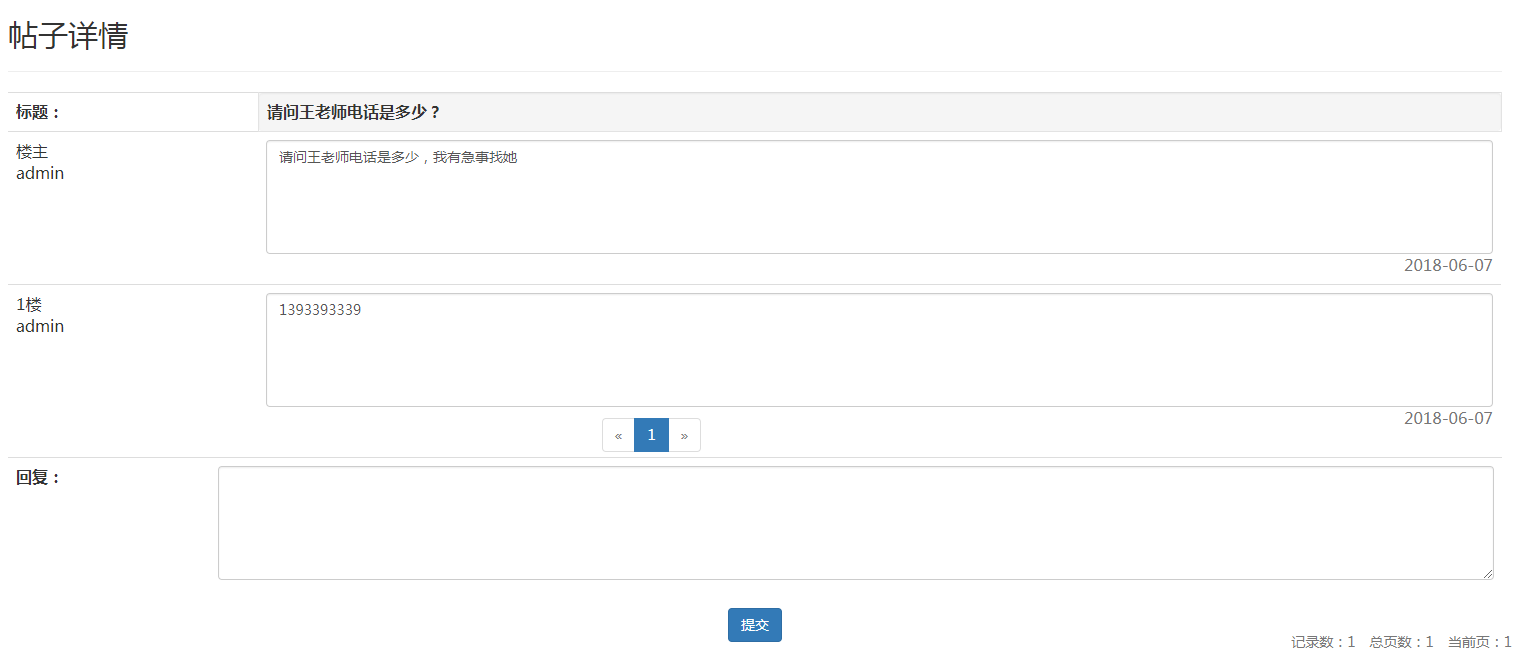 帖子详情
标题：
请问王老师电话是多少？
楼主
admin
请问王老师电话是多少，我有急事找她
2018-06-07
1楼
admin
1393393339
2018-06-07
« 1 »
回复：
提交
记录数：1 总页数：1 当前页：1